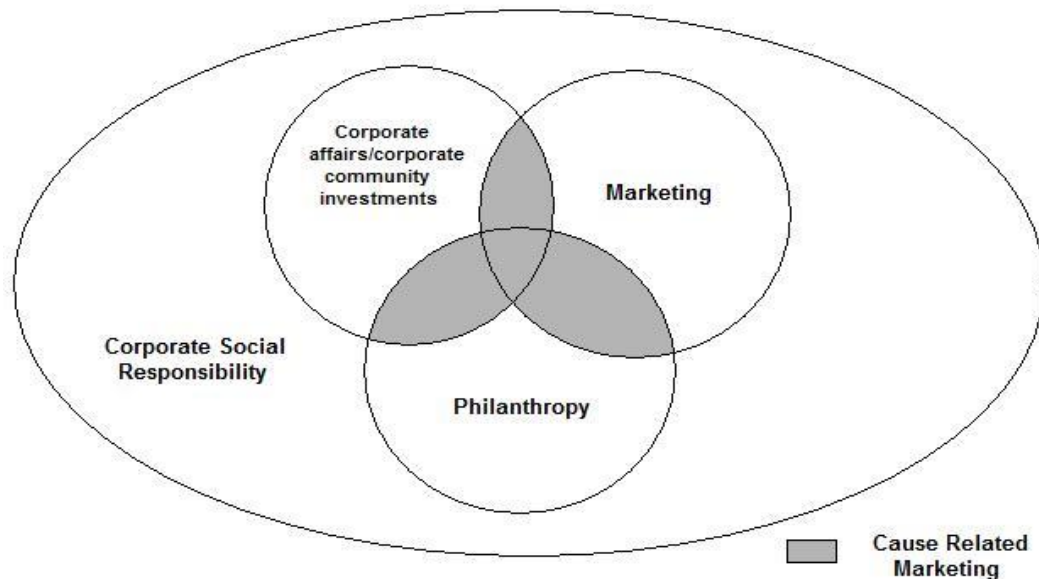 Corporate
affairs/corporate
community
investments
Marketing
Corporate Social
Responsibility
Philanthropy
Cause Related
Marketing